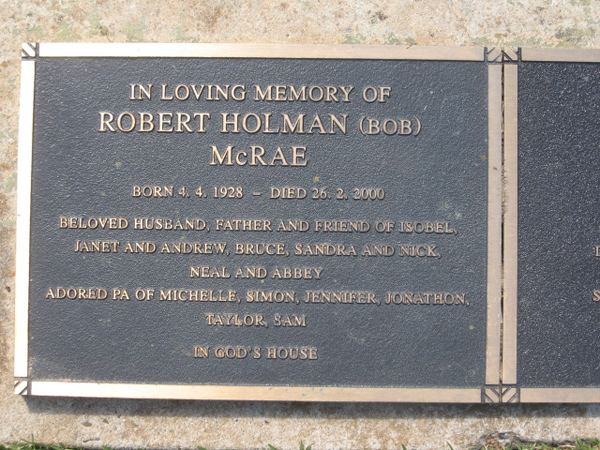 IN LOVING MEMORY OF
ROBERT HOLMAN (BOB)
McRAE
BORN 4. 4. 1928 – DIED 26. 2. 2000
BELOVED HUSBAND, FATHER AND FRIEND OF ISOBEL,
JANET AND ANDREW, BRUCE, SANDRA AND NICK,
NEAL AND ABBEY
ADORED PA OF MICHELLE, SIMON, JENNIFER, JONATHON,
TAYLOR, SAM
IN GOD'S HOUSE